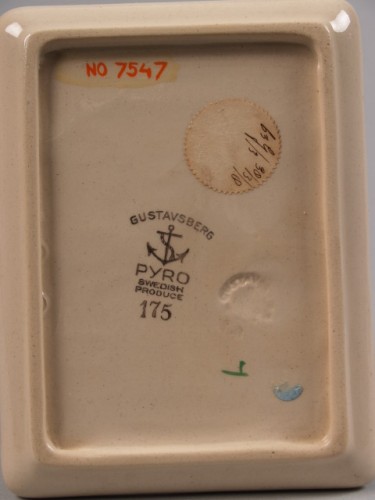 NO 7547
GUSTAVSBERG
PYRO
SWEDISH
PRODUCE
175